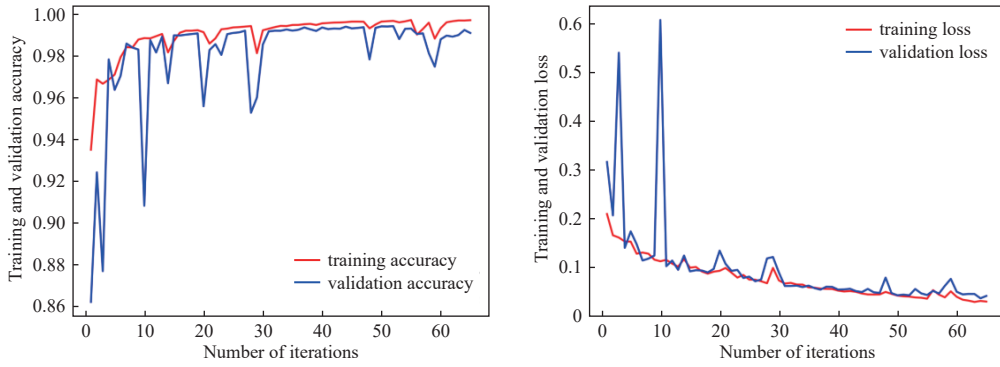 Training and validation accuracy
1.00
0.98
0.96
0.94
0.92
0.90
0.88
0.86
training accuracy
validation accuracy
0 10 20 30 40 50 60
Number of iterations
Training and validation loss
0.6
0.5
0.4
0.3
0.2
0.1
0
training loss
validation loss
0 10 20 30 40 50 60
Number of iterations